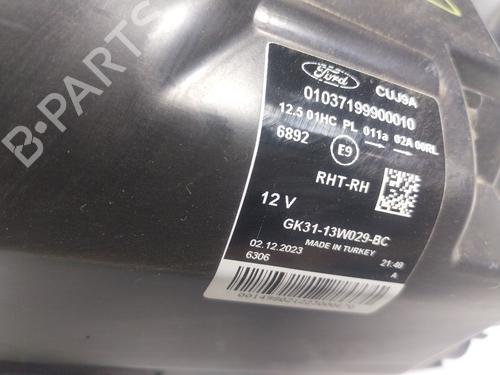 B-Parts
Ford
CUJ9A
01037199900010
12.5 01HC PL 011a 02A 00RL
6892 E9
RHT-RH
12 V
GK31-13W029-BC
02.12.2023 MADE IN TURKEY 21:48
6306 A